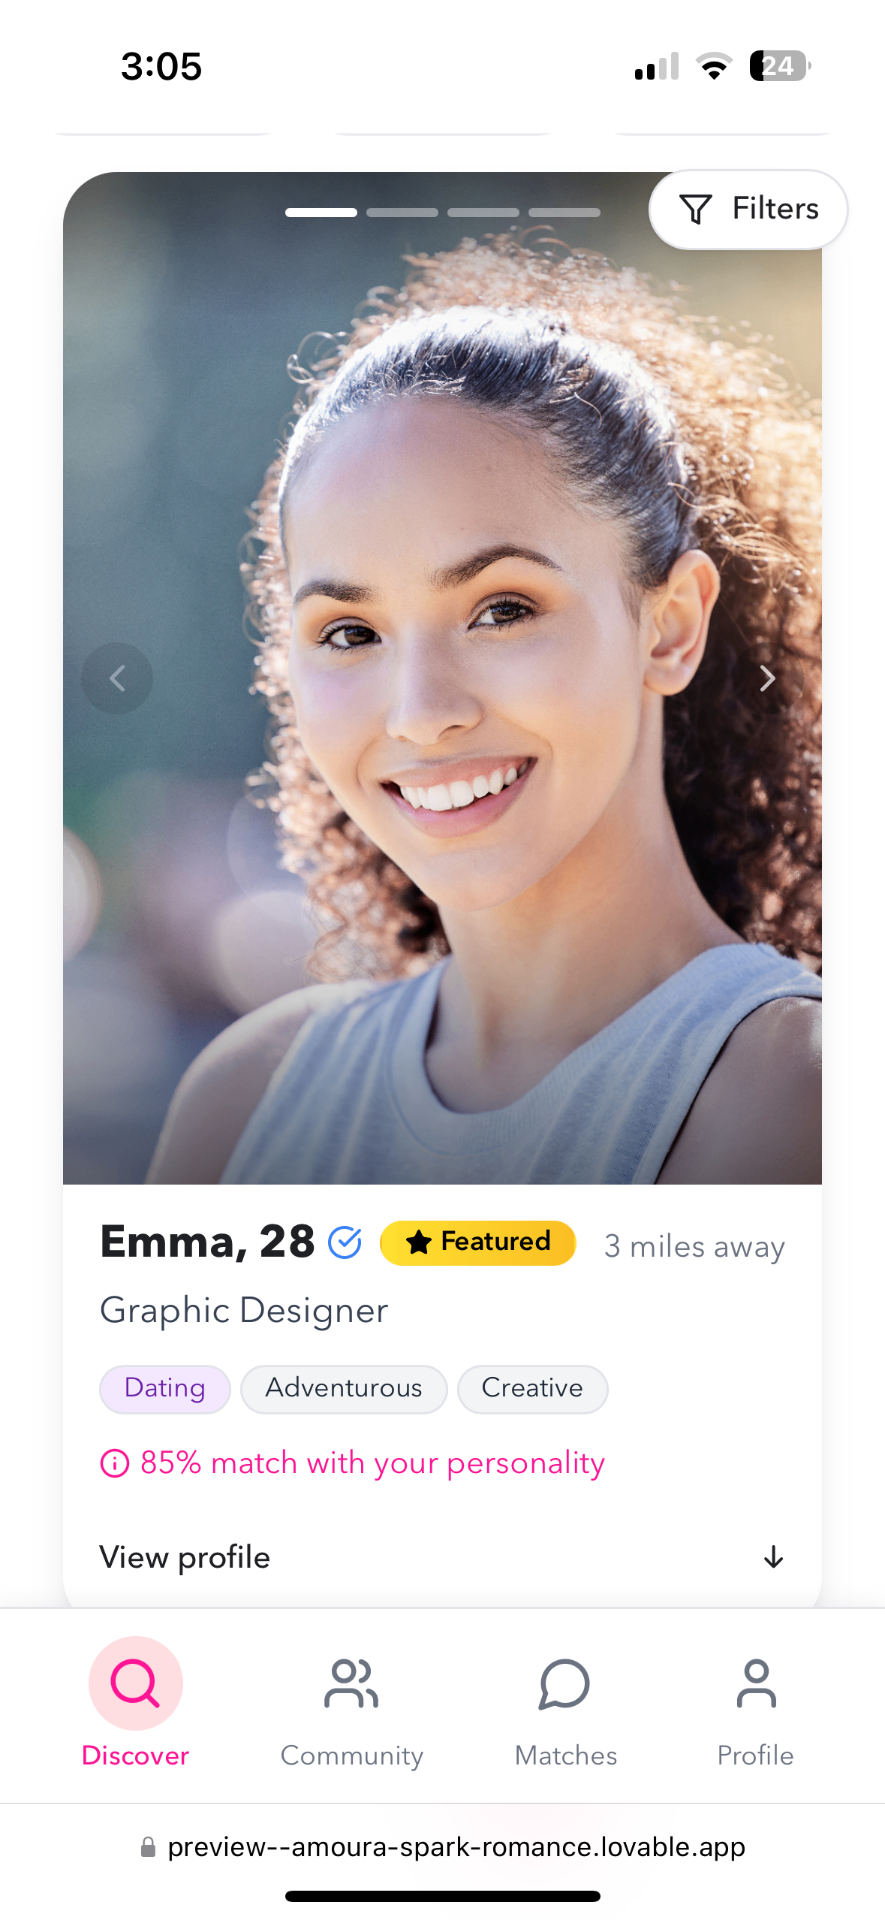 3:05
24
Filters
Emma, 28
Featured
3 miles away
Graphic Designer
Dating
Adventurous
Creative
85% match with your personality
View profile
Discover
Community
Matches
Profile
preview--amoura-spark-romance.lovable.app